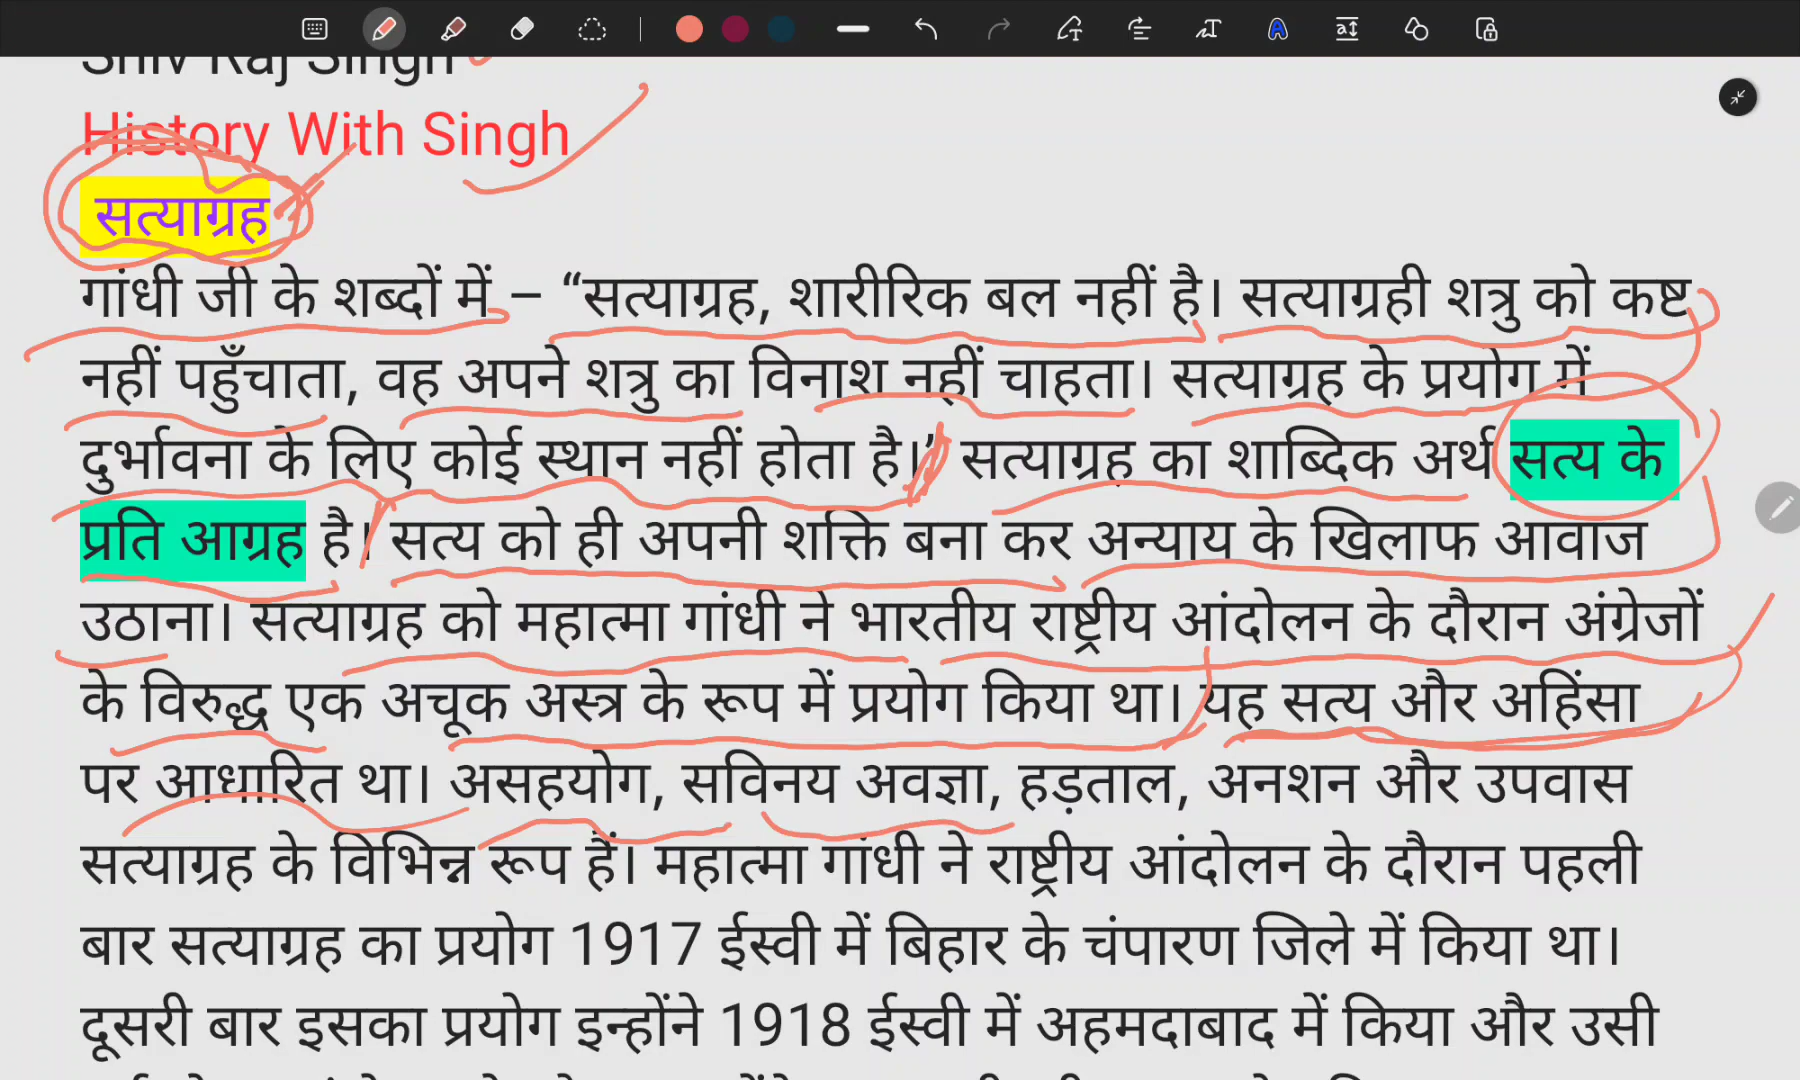 Shiv Raj Singh
History With Singh
सत्याग्रह
गांधी जी के शब्दों में – “सत्याग्रह, शारीरिक बल नहीं है। सत्याग्रही शत्रु को कष्ट
नहीं पहुँचाता, वह अपने शत्रु का विनाश नहीं चाहता। सत्याग्रह के प्रयोग में
दुर्भावना के लिए कोई स्थान नहीं होता है।” सत्याग्रह का शाब्दिक अर्थ सत्य के
प्रति आग्रह है। सत्य को ही अपनी शक्ति बना कर अन्याय के खिलाफ आवाज
उठाना। सत्याग्रह को महात्मा गांधी ने भारतीय राष्ट्रीय आंदोलन के दौरान अंग्रेजों
के विरुद्ध एक अचूक अस्त्र के रूप में प्रयोग किया था। यह सत्य और अहिंसा
पर आधारित था। असहयोग, सविनय अवज्ञा, हड़ताल, अनशन और उपवास
सत्याग्रह के विभिन्न रूप हैं। महात्मा गांधी ने राष्ट्रीय आंदोलन के दौरान पहली
बार सत्याग्रह का प्रयोग 1917 ईस्वी में बिहार के चंपारण जिले में किया था।
दूसरी बार इसका प्रयोग इन्होंने 1918 ईस्वी में अहमदाबाद में किया और उसी